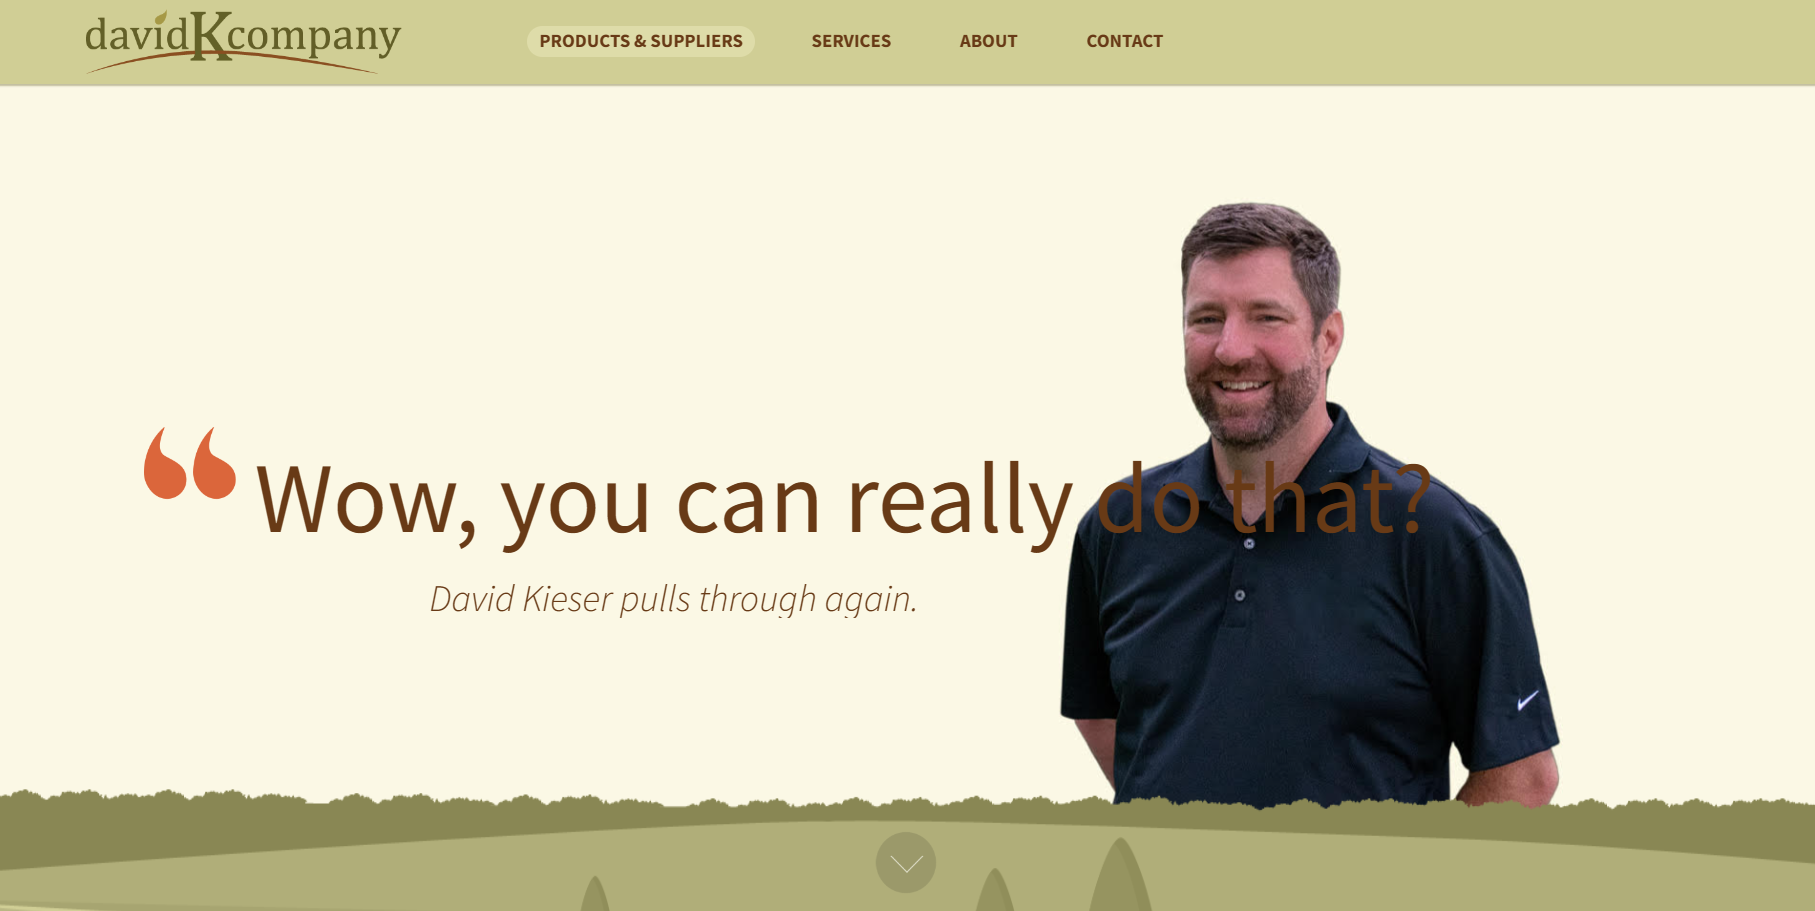 davidKcompany
PRODUCTS & SUPPLIERS
SERVICES
ABOUT
CONTACT
“Wow, you can really do that?
David Kieser pulls through again.